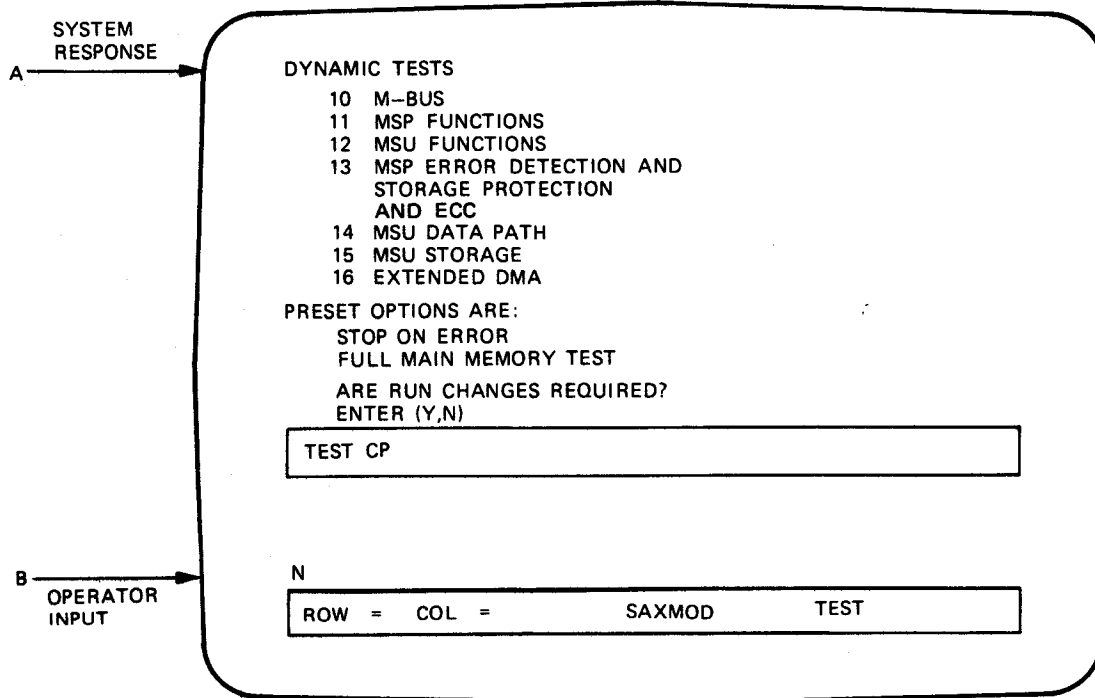 SYSTEM
RESPONSE
A
DYNAMIC TESTS
10 M-BUS
11 MSP FUNCTIONS
12 MSU FUNCTIONS
13 MSP ERROR DETECTION AND
STORAGE PROTECTION
AND ECC
14 MSU DATA PATH
15 MSU STORAGE
16 EXTENDED DMA
PRESET OPTIONS ARE:
STOP ON ERROR
FULL MAIN MEMORY TEST
ARE RUN CHANGES REQUIRED?
ENTER (Y,N)
TEST CP
B
OPERATOR
INPUT
N
ROW = COL = SAXMOD TEST